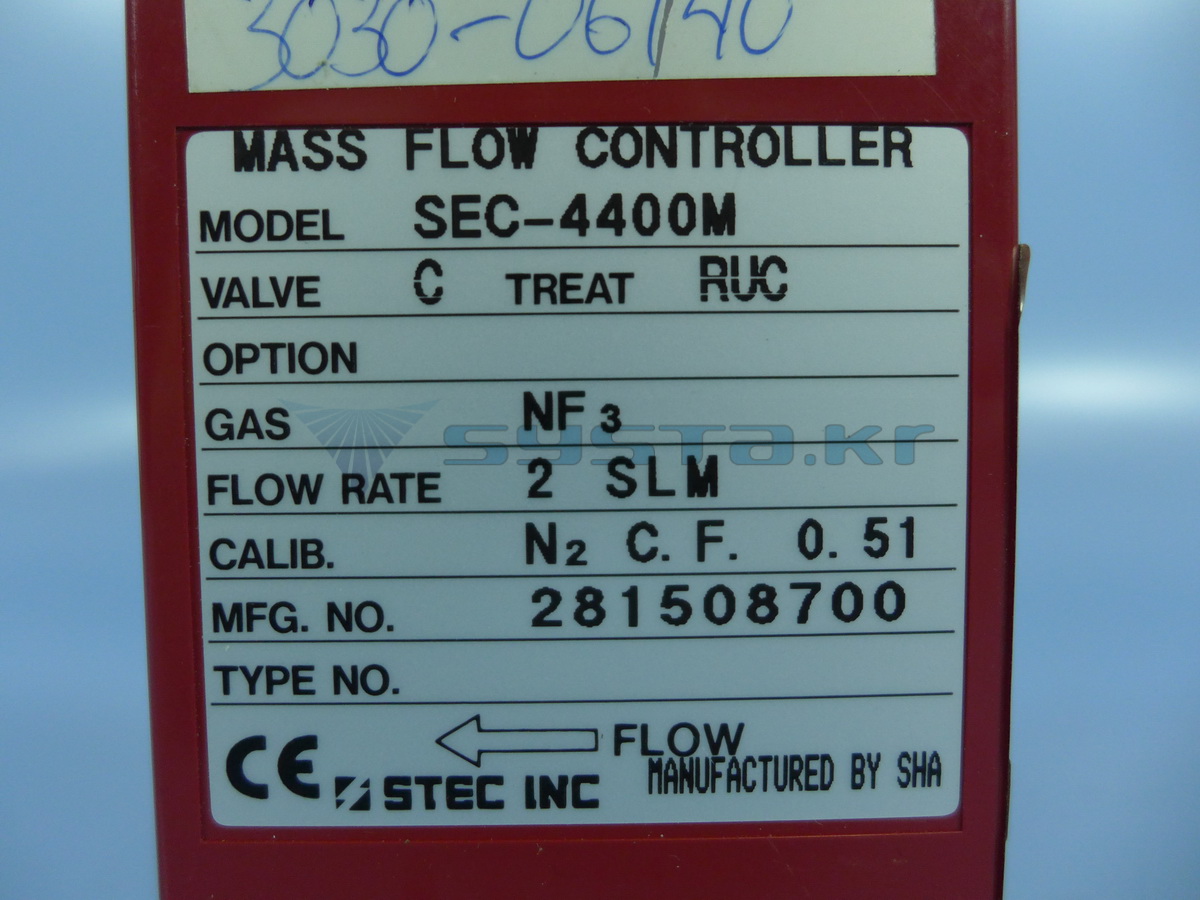 3030-06140
MASS FLOW CONTROLLER
MODEL SEC-4400M
VALVE C TREAT RUC
OPTION
GAS NF3
systa.kr
FLOW RATE 2 SLM
CALIB. N2 C.F. 0.51
MFG. NO. 281508700
TYPE NO.
CE FLOW
STEC INC MANUFACTURED BY SHA